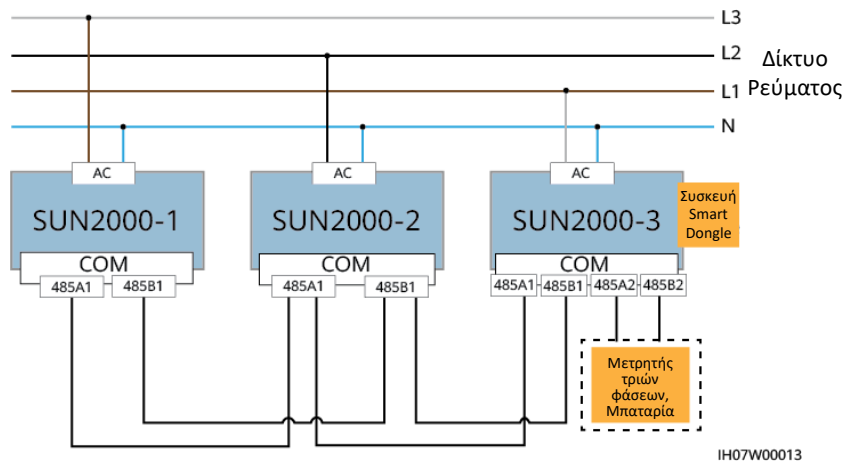 L3
L2
L1
N
Δίκτυο
Ρεύματος
AC
AC
AC
SUN2000-1
SUN2000-2
SUN2000-3
Συσκευή
Smart
Dongle
COM
COM
COM
485A1
485B1
485A1
485B1
485A1
485B1
485A2
485B2
Μετρητής
τριών
φάσεων,
Μπαταρία
IH07W00013